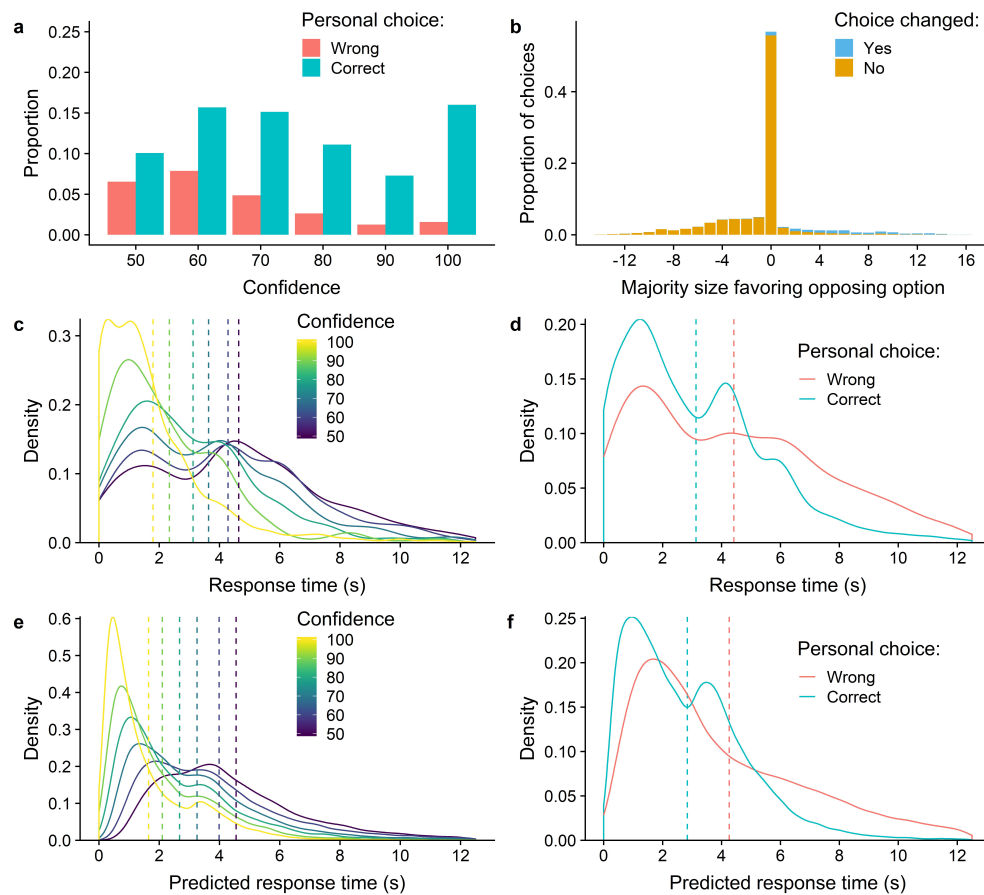 a
Personal choice:
Wrong
Correct
Proportion
0.25
0.20
0.15
0.10
0.05
0.00
50 60 70 80 90 100
Confidence
b
Choice changed:
Yes
No
Proportion of choices
0.4
0.2
0.0
-12 -8 -4 0 4 8 12 16
Majority size favoring opposing option
c
Confidence
100
90
80
70
60
50
Density
0.3
0.2
0.1
0.0
0 2 4 6 8 10 12
Response time (s)
d
Personal choice:
Wrong
Correct
Density
0.20
0.15
0.10
0.05
0.00
0 2 4 6 8 10 12
Response time (s)
e
Confidence
100
90
80
70
60
50
Density
0.6
0.5
0.4
0.3
0.2
0.1
0.0
0 2 4 6 8 10 12
Predicted response time (s)
f
Personal choice:
Wrong
Correct
Density
0.25
0.20
0.15
0.10
0.05
0.00
0 2 4 6 8 10 12
Predicted response time (s)